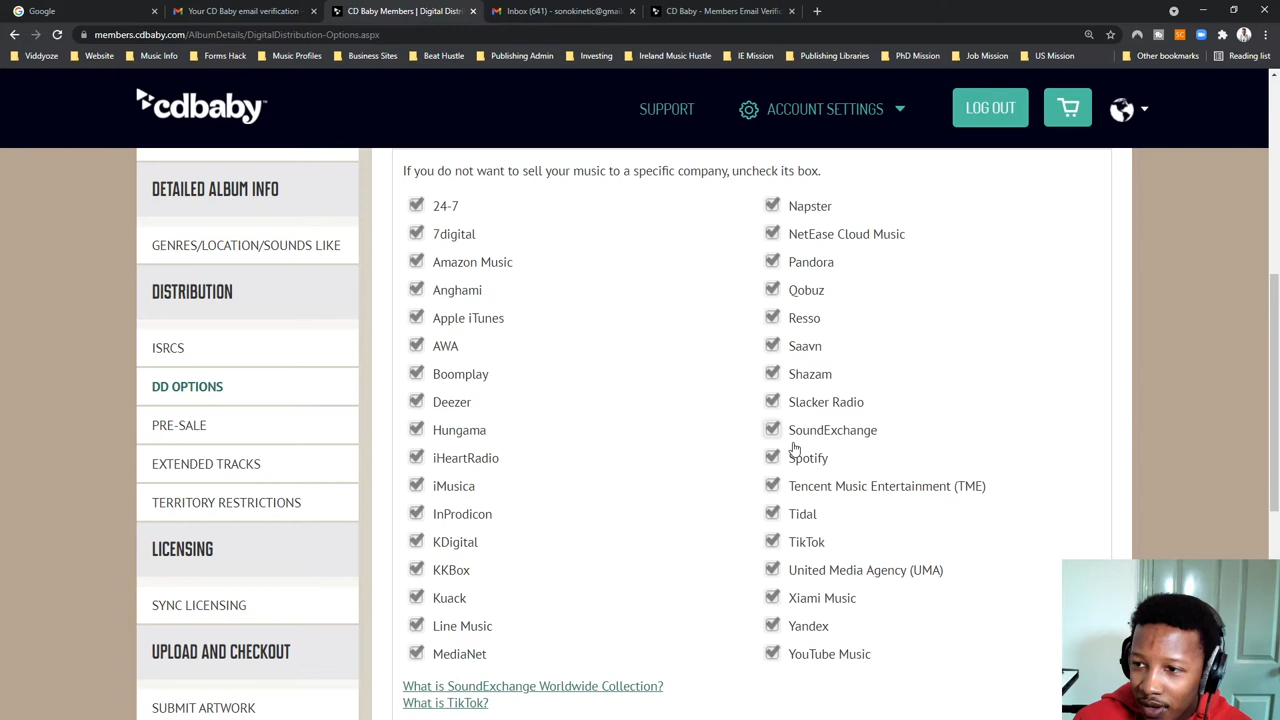 Google
Your CD Baby email verification
CD Baby Members | Digital Distro
Inbox (641) - sonokinetic@gmail
CD Baby - Members Email Verific
members.cdbaby.com/AlbumDetails/DigitalDistribution-Options.aspx
Viddyoze
Website
Music Info
Forms Hack
Music Profiles
Business Sites
Publishing Admin
Investing
Ireland Music Hustle
IE Mission
Publishing Libraries
PhD Mission
Job Mission
US Mission
Other bookmarks
Reading list
cdbaby
SUPPORT
ACCOUNT SETTINGS
LOG OUT
DETAILED ALBUM INFO
GENRES/LOCATION/SOUNDS LIKE
DISTRIBUTION
ISRCS
DD OPTIONS
PRE-SALE
EXTENDED TRACKS
TERRITORY RESTRICTIONS
LICENSING
SYNC LICENSING
UPLOAD AND CHECKOUT
SUBMIT ARTWORK
If you do not want to sell your music to a specific company, uncheck its box.
24-7
7digital
Amazon Music
Anghami
Apple iTunes
AWA
Boomplay
Deezer
Hungama
iHeartRadio
iMusica
InProdicon
KDigital
KKBox
Kuack
Line Music
MediaNet
Napster
NetEase Cloud Music
Pandora
Qobuz
Resso
Saavn
Shazam
Slacker Radio
SoundExchange
Spotify
Tencent Music Entertainment (TME)
Tidal
TikTok
United Media Agency (UMA)
Xiami Music
Yandex
YouTube Music
What is SoundExchange Worldwide Collection?
What is TikTok?